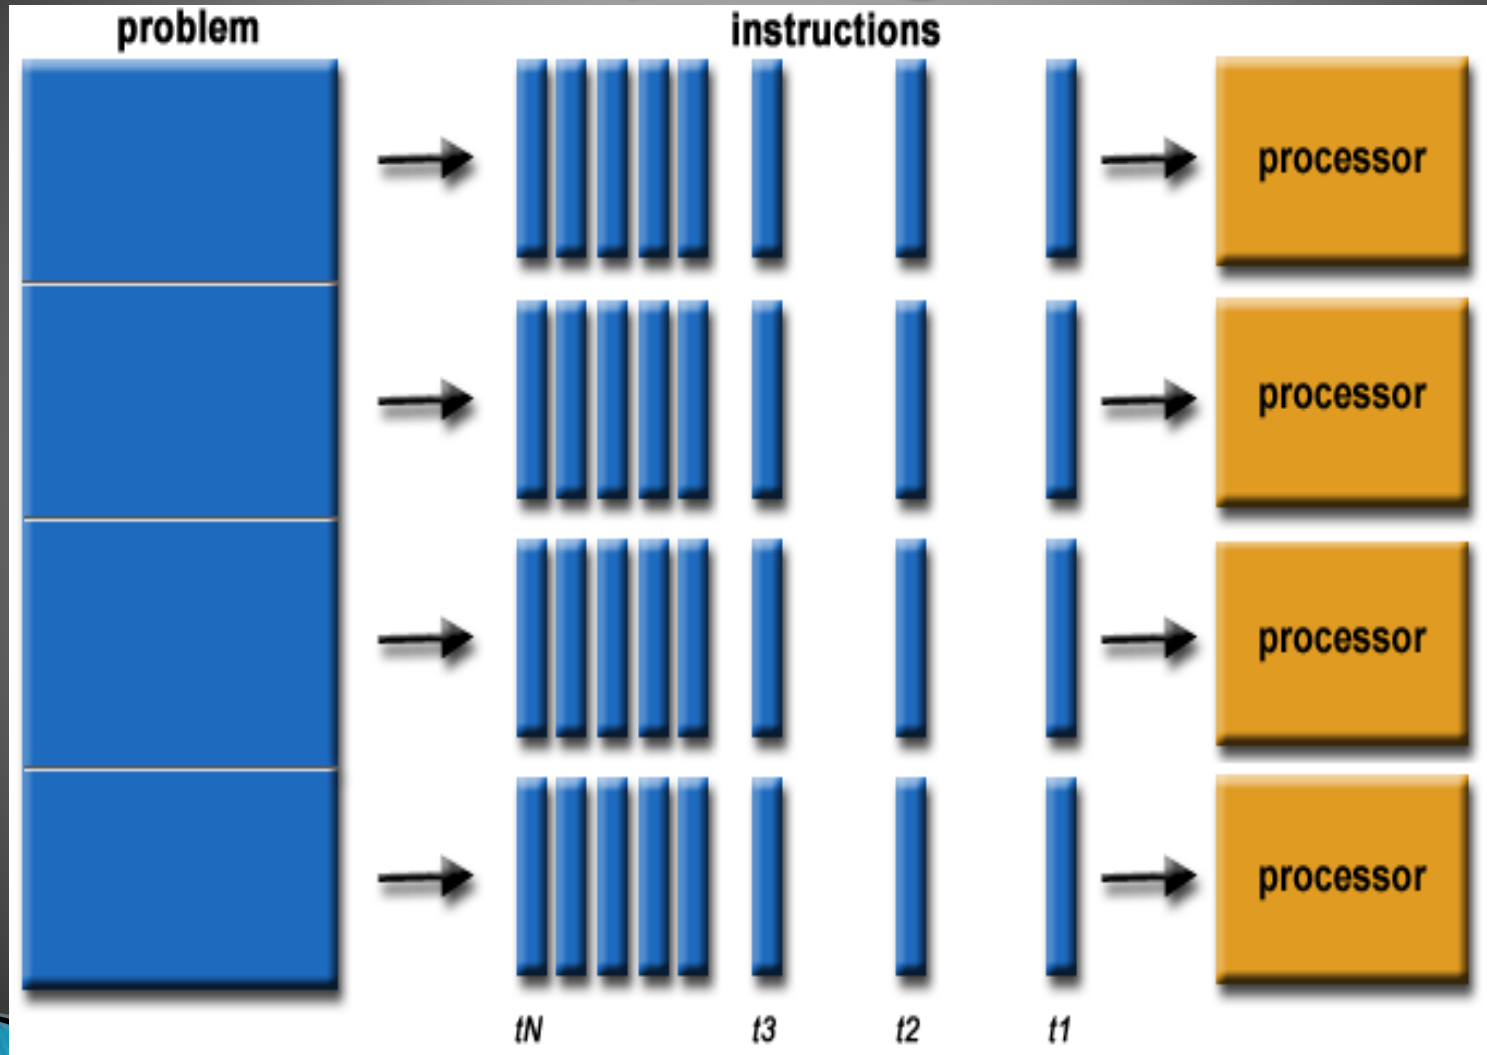 problem
instructions
processor
processor
processor
processor
tN t3 t2 t1